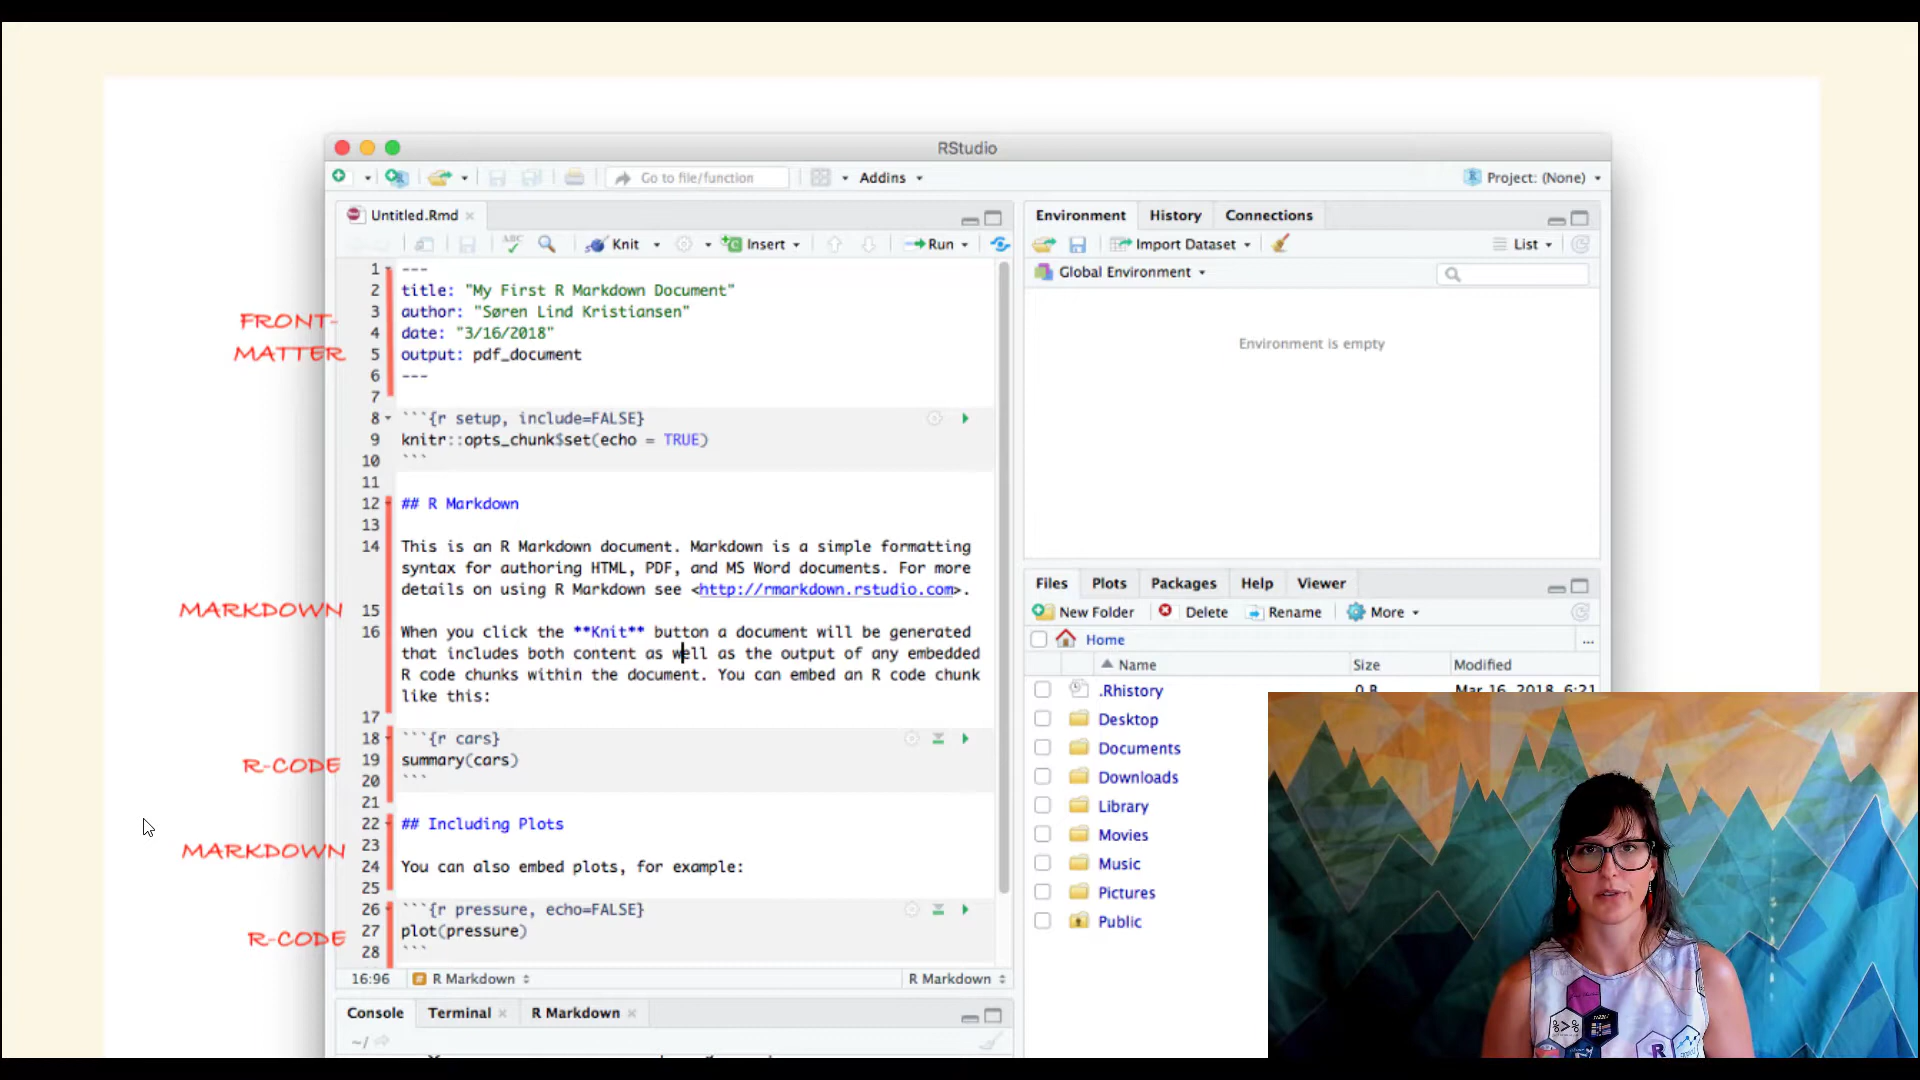 RStudio
Go to file/function
Addins
Project: (None)
Untitled.Rmd
ABC
Knit
Insert
Run
1 ---
2 title: "My First R Markdown Document"
3 author: "Søren Lind Kristiansen"
4 date: "3/16/2018"
5 output: pdf_document
6 ---
7
8 ```{r setup, include=FALSE}
9 knitr::opts_chunk$set(echo = TRUE)
10 ```
11
12 ## R Markdown
13
14 This is an R Markdown document. Markdown is a simple formatting
syntax for authoring HTML, PDF, and MS Word documents. For more
details on using R Markdown see <http://rmarkdown.rstudio.com>.
15
16 When you click the **Knit** button a document will be generated
that includes both content as well as the output of any embedded
R code chunks within the document. You can embed an R code chunk
like this:
17
18 ```{r cars}
19 summary(cars)
20 ```
21
22 ## Including Plots
23
24 You can also embed plots, for example:
25
26 ```{r pressure, echo=FALSE}
27 plot(pressure)
28 ```
16:96 R Markdown R Markdown
FRONT-
MATTER
MARKDOWN
R-CODE
MARKDOWN
R-CODE
Console Terminal R Markdown
~/
Environment History Connections
Import Dataset List
Global Environment
Environment is empty
Files Plots Packages Help Viewer
New Folder Delete Rename More
Home ...
Name Size Modified
.Rhistory 0 B Mar 16, 2018, 6:21
Desktop
Documents
Downloads
Library
Movies
Music
Pictures
Public
R